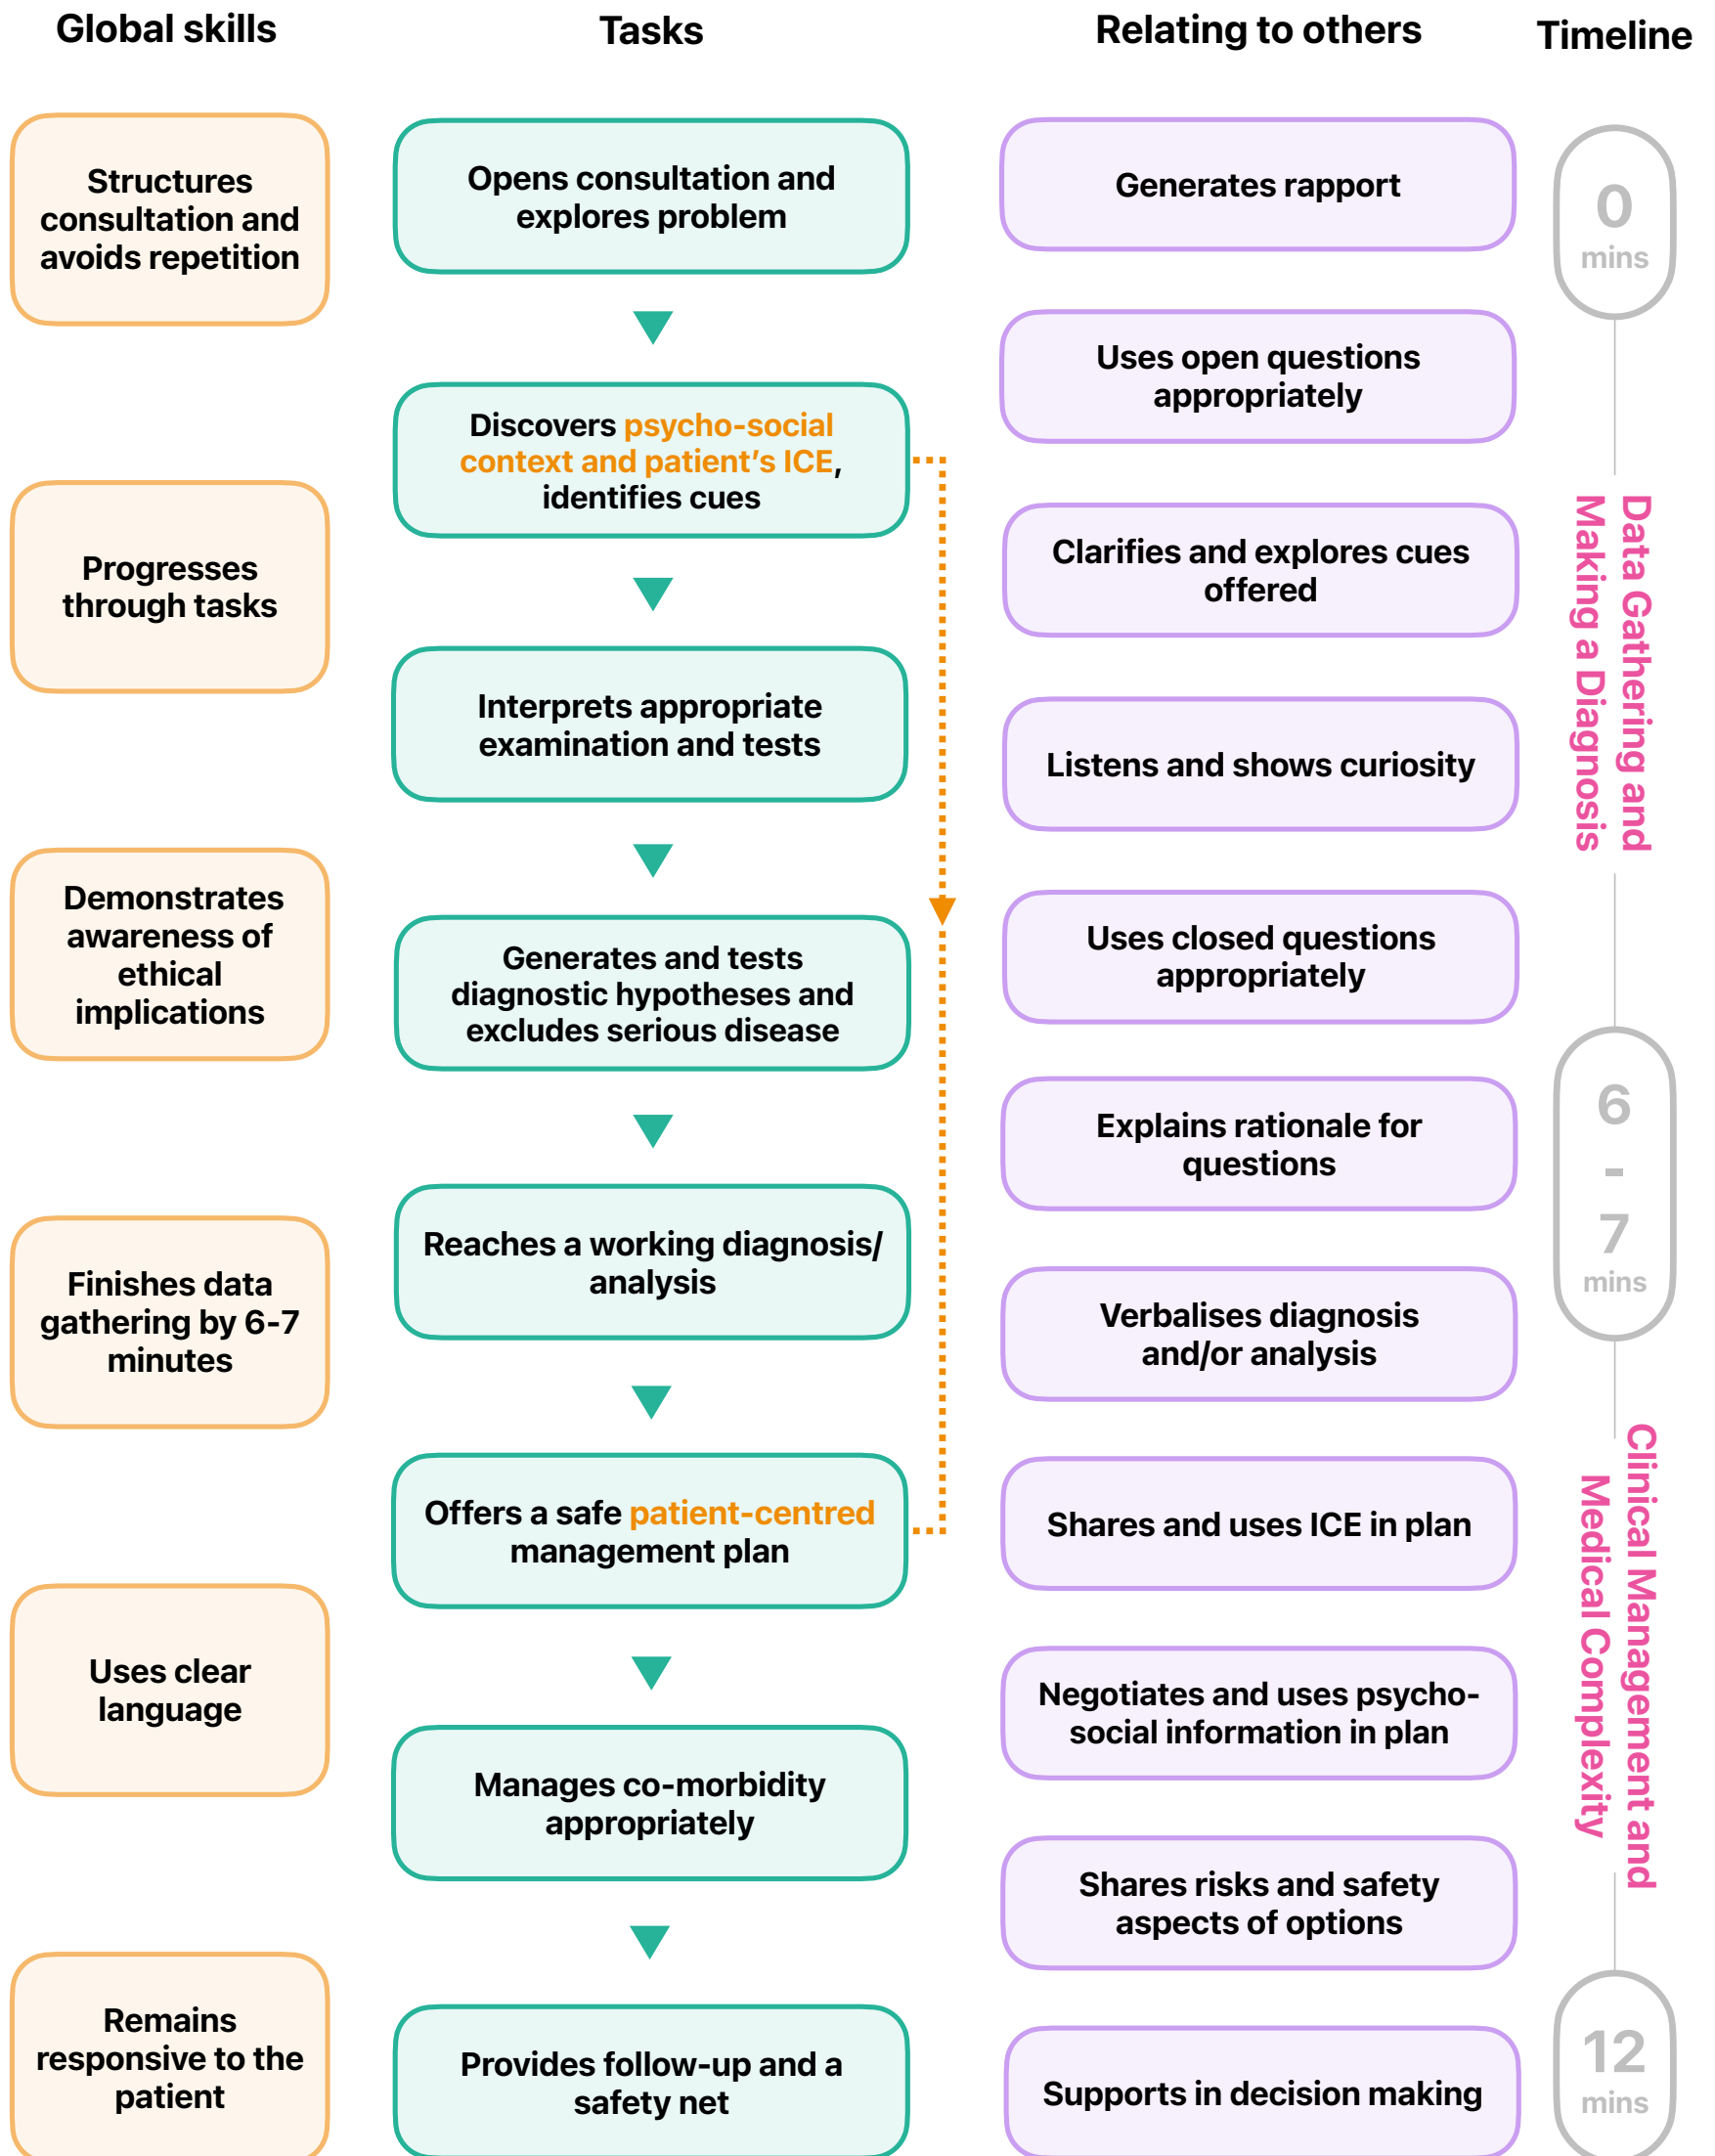 Global skills
Structures
consultation and
avoids repetition
Progresses
through tasks
Demonstrates
awareness of
ethical
implications
Finishes data
gathering by 6-7
minutes
Uses clear
language
Remains
responsive to the
patient
Tasks
Opens consultation and
explores problem
Discovers psycho-social
context and patient’s ICE,
identifies cues
Interprets appropriate
examination and tests
Generates and tests
diagnostic hypotheses and
excludes serious disease
Reaches a working diagnosis/
analysis
Offers a safe patient-centred
management plan
Manages co-morbidity
appropriately
Provides follow-up and a
safety net
Relating to others
Generates rapport
Uses open questions
appropriately
Clarifies and explores cues
offered
Listens and shows curiosity
Uses closed questions
appropriately
Explains rationale for
questions
Verbalises diagnosis
and/or analysis
Shares and uses ICE in plan
Negotiates and uses psycho-
social information in plan
Shares risks and safety
aspects of options
Supports in decision making
Timeline
0
mins
Data Gathering and
Making a Diagnosis
6
-
7
mins
Clinical Management and
Medical Complexity
12
mins